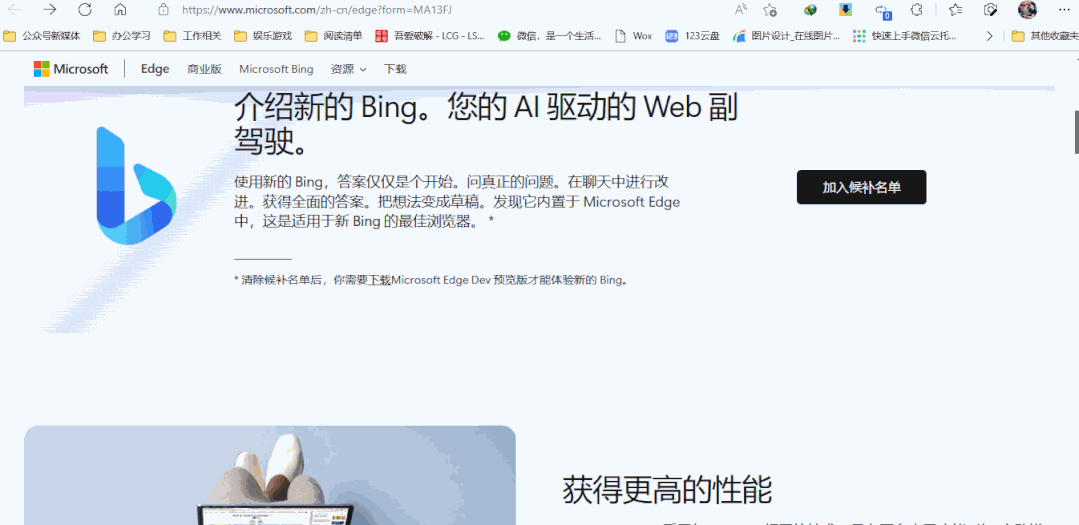 https://www.microsoft.com/zh-cn/edge?form=MA13FJ
公众号新媒体 办公学习 工作相关 娱乐游戏 阅读清单 吾爱破解 - LCG - LS... 微信，是一个生活... Wox 123云盘 图片设计_在线图片... 快速上手微信云托... 其他收藏夹
Microsoft Edge 商业版 Microsoft Bing 资源 下载
介绍新的 Bing。您的 AI 驱动的 Web 副
驾驶。
使用新的 Bing，答案仅仅是个开始。问真正的问题。在聊天中进行改
进。获得全面的答案。把想法变成草稿。发现它内置于 Microsoft Edge
中，这是适用于新 Bing 的最佳浏览器。 *
加入候补名单
* 清除候补名单后，你需要下载Microsoft Edge Dev 预览版才能体验新的 Bing。
获得更高的性能